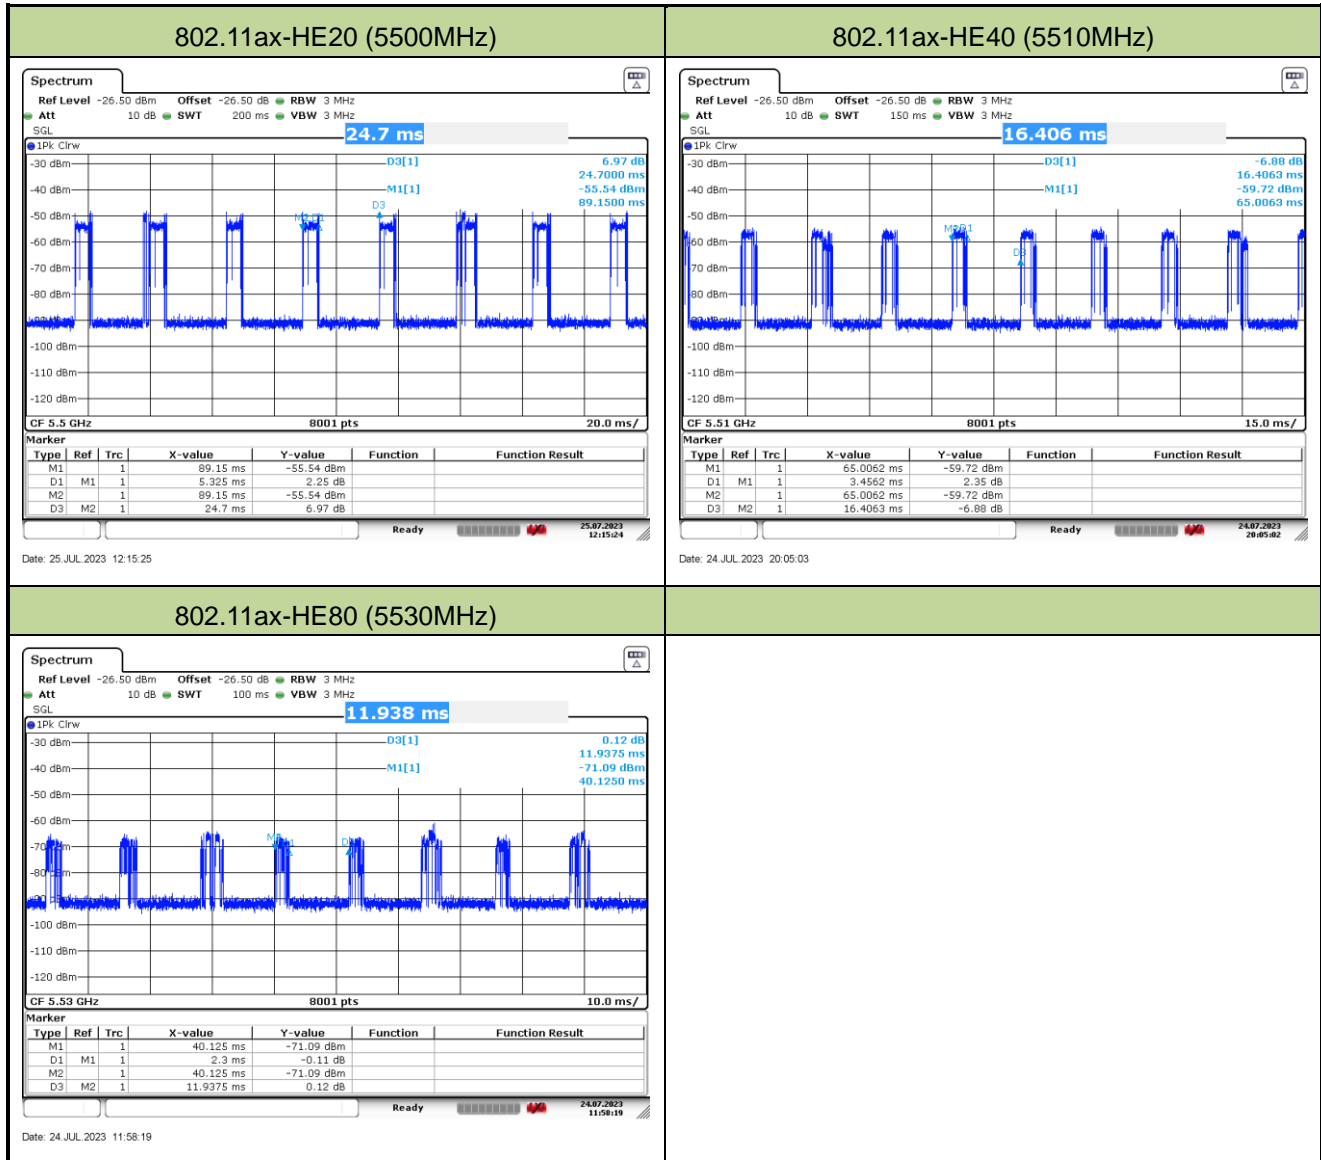 802.11ax-HE20 (5500MHz)
Spectrum
Ref Level -26.50 dBm Offset -26.50 dB RBW 3 MHz
Att 10 dB SWT 200 ms VBW 3 MHz
SGL
24.7 ms
1Pk Clrw
D3[1] 6.97 dB
24.7000 ms
M1[1] -55.54 dBm
89.1500 ms
-30 dBm
-40 dBm
-50 dBm
-60 dBm
-70 dBm
-80 dBm
-100 dBm
-110 dBm
-120 dBm
D3
CF 5.5 GHz 8001 pts 20.0 ms/
Marker
Type Ref Trc X-value Y-value Function Function Result
M1 1 89.15 ms -55.54 dBm
D1 M1 1 5.325 ms 2.25 dB
M2 1 89.15 ms -55.54 dBm
D3 M2 1 24.7 ms 6.97 dB
Ready 25.07.2023
12:15:24
Date: 25.JUL.2023 12:15:25
802.11ax-HE40 (5510MHz)
Spectrum
Ref Level -26.50 dBm Offset -26.50 dB RBW 3 MHz
Att 10 dB SWT 150 ms VBW 3 MHz
SGL
16.406 ms
1Pk Clrw
D3[1] -6.88 dB
16.4063 ms
M1[1] -59.72 dBm
65.0063 ms
-30 dBm
-40 dBm
-50 dBm
-60 dBm
-70 dBm
-80 dBm
-100 dBm
-110 dBm
-120 dBm
CF 5.51 GHz 8001 pts 15.0 ms/
Marker
Type Ref Trc X-value Y-value Function Function Result
M1 1 65.0062 ms -59.72 dBm
D1 M1 1 3.4562 ms 2.35 dB
M2 1 65.0062 ms -59.72 dBm
D3 M2 1 16.4063 ms -6.88 dB
Ready 24.07.2023
20:05:02
Date: 24.JUL.2023 20:05:03
802.11ax-HE80 (5530MHz)
Spectrum
Ref Level -26.50 dBm Offset -26.50 dB RBW 3 MHz
Att 10 dB SWT 100 ms VBW 3 MHz
SGL
11.938 ms
1Pk Clrw
D3[1] 0.12 dB
11.9375 ms
M1[1] -71.09 dBm
40.1250 ms
-30 dBm
-40 dBm
-50 dBm
-60 dBm
-70 dBm
-100 dBm
-110 dBm
-120 dBm
CF 5.53 GHz 8001 pts 10.0 ms/
Marker
Type Ref Trc X-value Y-value Function Function Result
M1 1 40.125 ms -71.09 dBm
D1 M1 1 2.3 ms -0.11 dB
M2 1 40.125 ms -71.09 dBm
D3 M2 1 11.9375 ms 0.12 dB
Ready 24.07.2023
11:58:19
Date: 24.JUL.2023 11:58:19